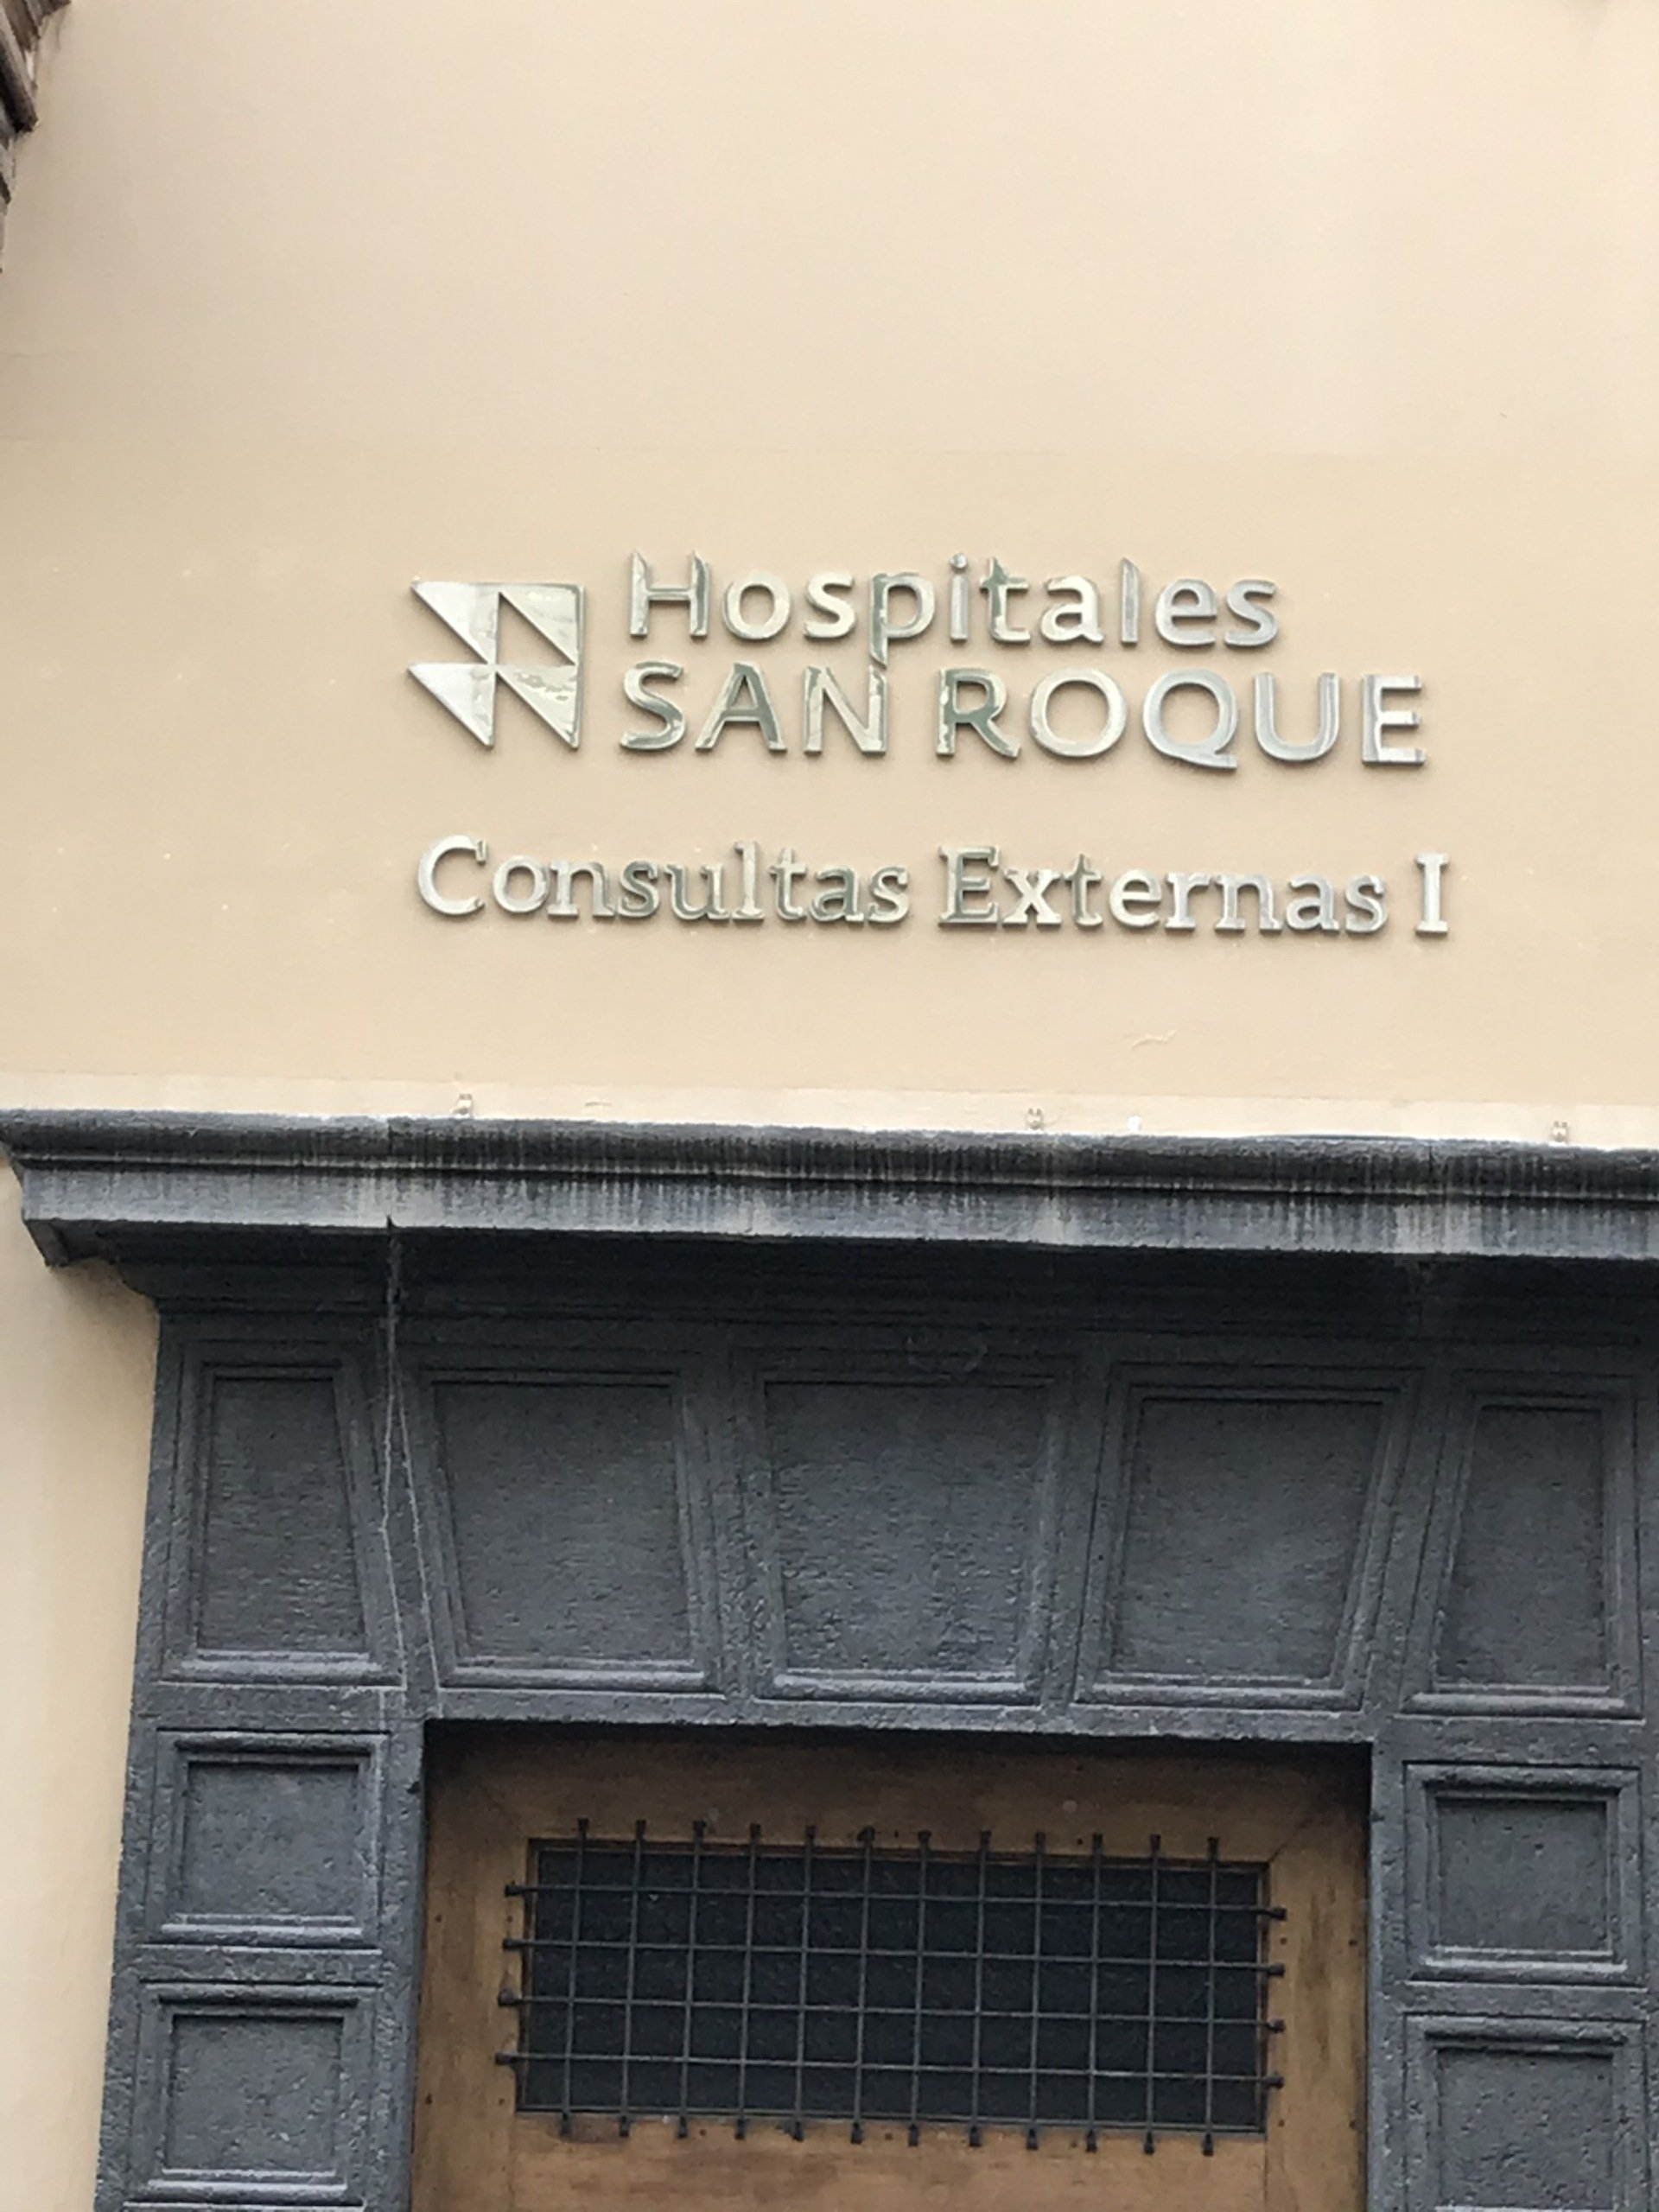 Hospitales
SAN ROQUE
Consultas Externas I